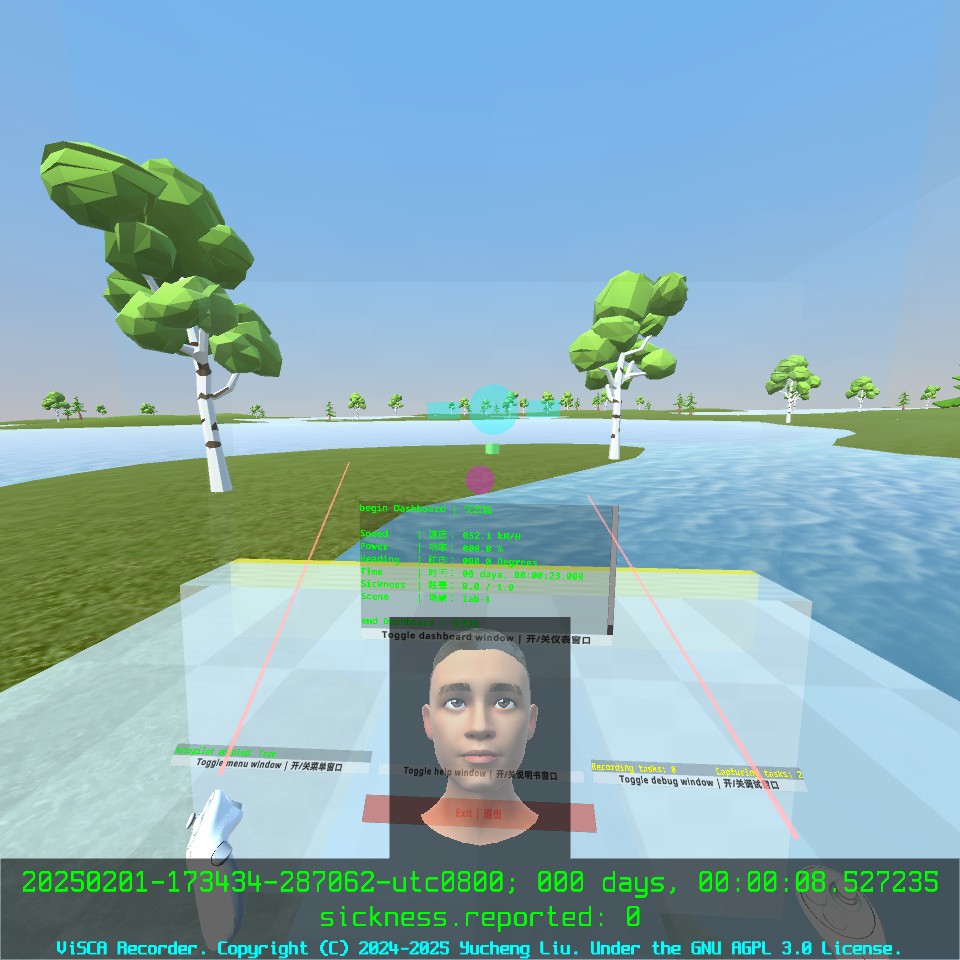 begin Dashboard | 仪表盘
Speed | 速度： 052.1 kM/H
Power | 功率： 000.0 %
Heading | 航向： 000.0 Degrees
Time | 时间： 00 days, 00:00:23.000
Sickness | 眩晕： 0.0 / 1.0
Scene | 场景：
end Dashboard |
Toggle dashboard window | 开/关仪表窗口
Autopilot enabled: True
Toggle menu window | 开/关菜单窗口
Toggle help window | 开/关说明书窗口
Recording tasks: 0 Capturing tasks: 2
Toggle debug window | 开/关调试窗口
Exit | 退出
20250201-173434-287062-utc0800; 000 days, 00:00:08.527235
sickness.reported: 0
ViSCA Recorder. Copyright (C) 2024-2025 Yucheng Liu. Under the GNU AGPL 3.0 License.